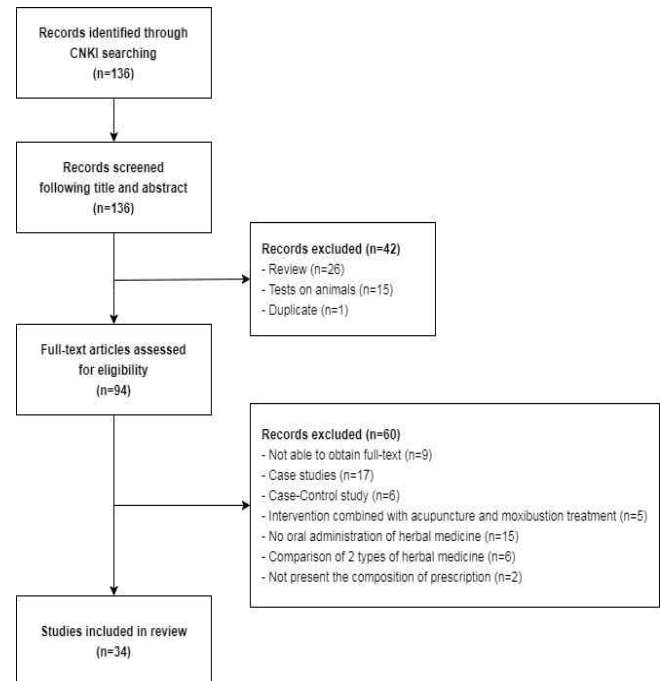 Records identified through
CNKI searching
(n=136)
Records screened
following title and abstract
(n=136)
Records excluded (n=42)
- Review (n=26)
- Tests on animals (n=15)
- Duplicate (n=1)
Full-text articles assessed
for eligibility
(n=94)
Records excluded (n=60)
- Not able to obtain full-text (n=9)
- Case studies (n=17)
- Case-Control study (n=6)
- Intervention combined with acupuncture and moxibustion treatment (n=5)
- No oral administration of herbal medicine (n=15)
- Comparison of 2 types of herbal medicine (n=6)
- Not present the composition of prescription (n=2)
Studies included in review
(n=34)